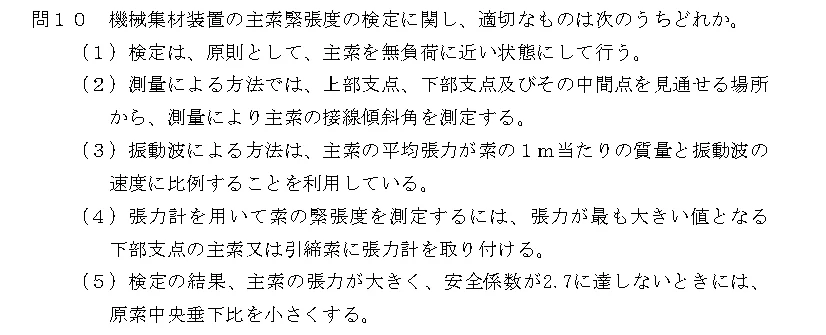 問１０　機械集材装置の主索緊張度の検定に関し、適切なものは次のうちどれか。
（１）検定は、原則として、主索を無負荷に近い状態にして行う。
（２）測量による方法では、上部支点、下部支点及びその中間点を見通せる場所
から、測量により主索の接線傾斜角を測定する。
（３）振動波による方法は、主索の平均張力が索の１ｍ当たりの質量と振動波の
速度に比例することを利用している。
（４）張力計を用いて索の緊張度を測定するには、張力が最も大きい値となる
下部支点の主索又は引締索に張力計を取り付ける。
（５）検定の結果、主索の張力が大きく、安全係数が2.7に達しないときには、
原索中央垂下比を小さくする。